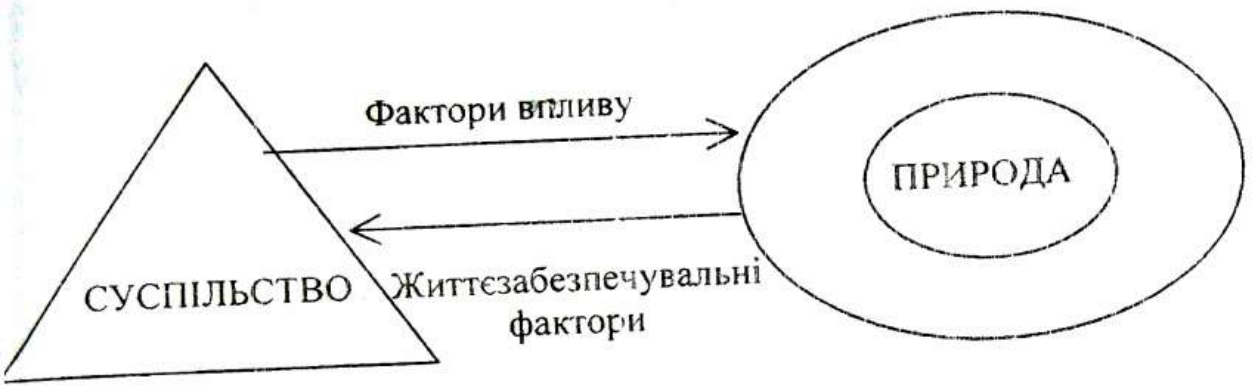 Фактори впливу
ПРИРОДА
СУСПІЛЬСТВО
Життєзабезпечувальні
фактори